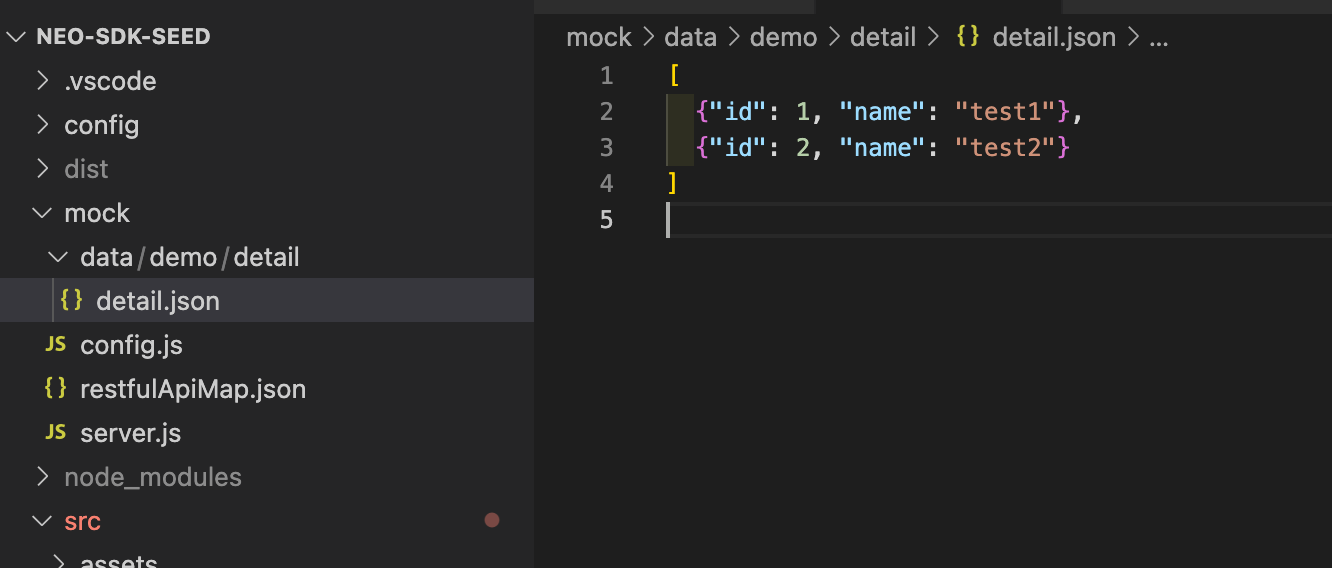 NEO-SDK-SEED
.vscode
config
dist
mock
data/demo/detail
{} detail.json
JS config.js
{} restfulApiMap.json
JS server.js
node_modules
src
assets
mock > data > demo > detail > {} detail.json > ...
1 [
2 {"id": 1, "name": "test1"},
3 {"id": 2, "name": "test2"}
4 ]
5